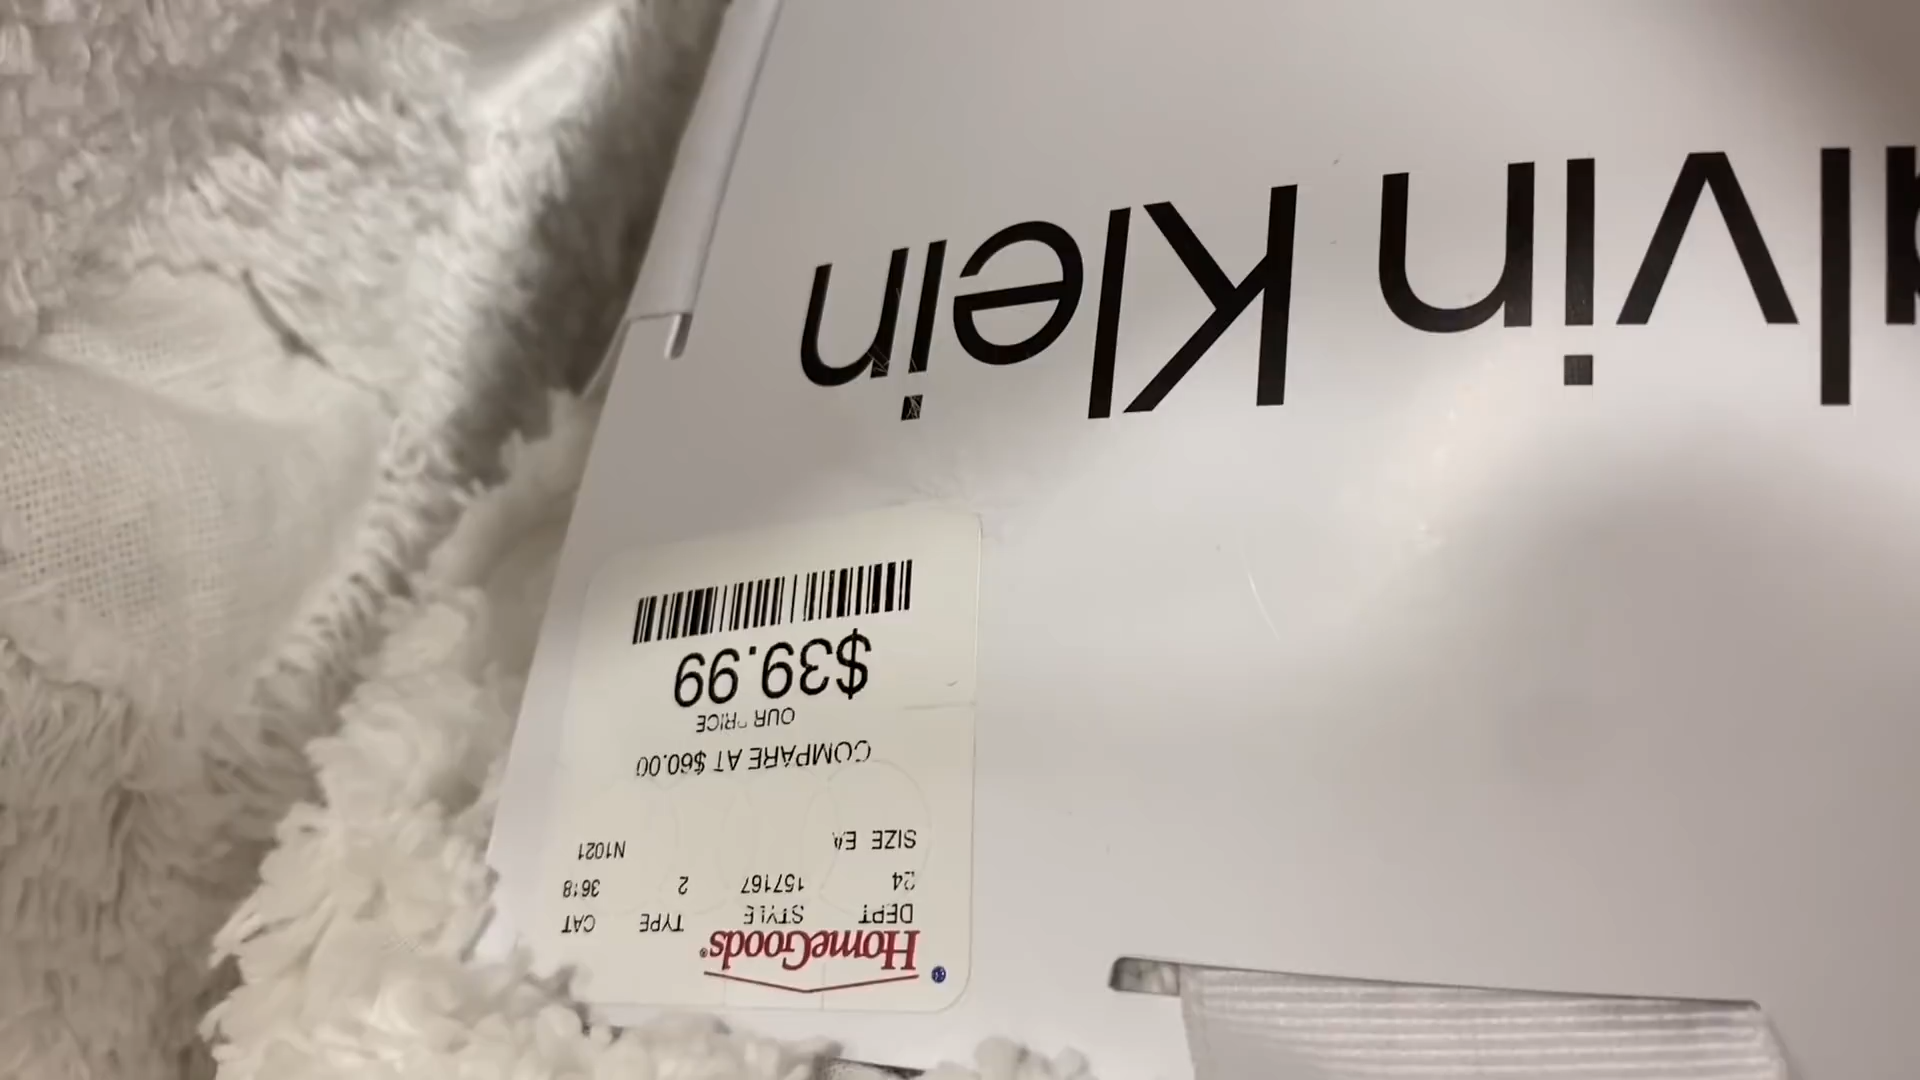 alvin Klein
HomeGoods
DEPT STYLE TYPE CAT
24 157167 2 3618
SIZE EA N1021
COMPARE AT $60.00
OUR PRICE
$39.99